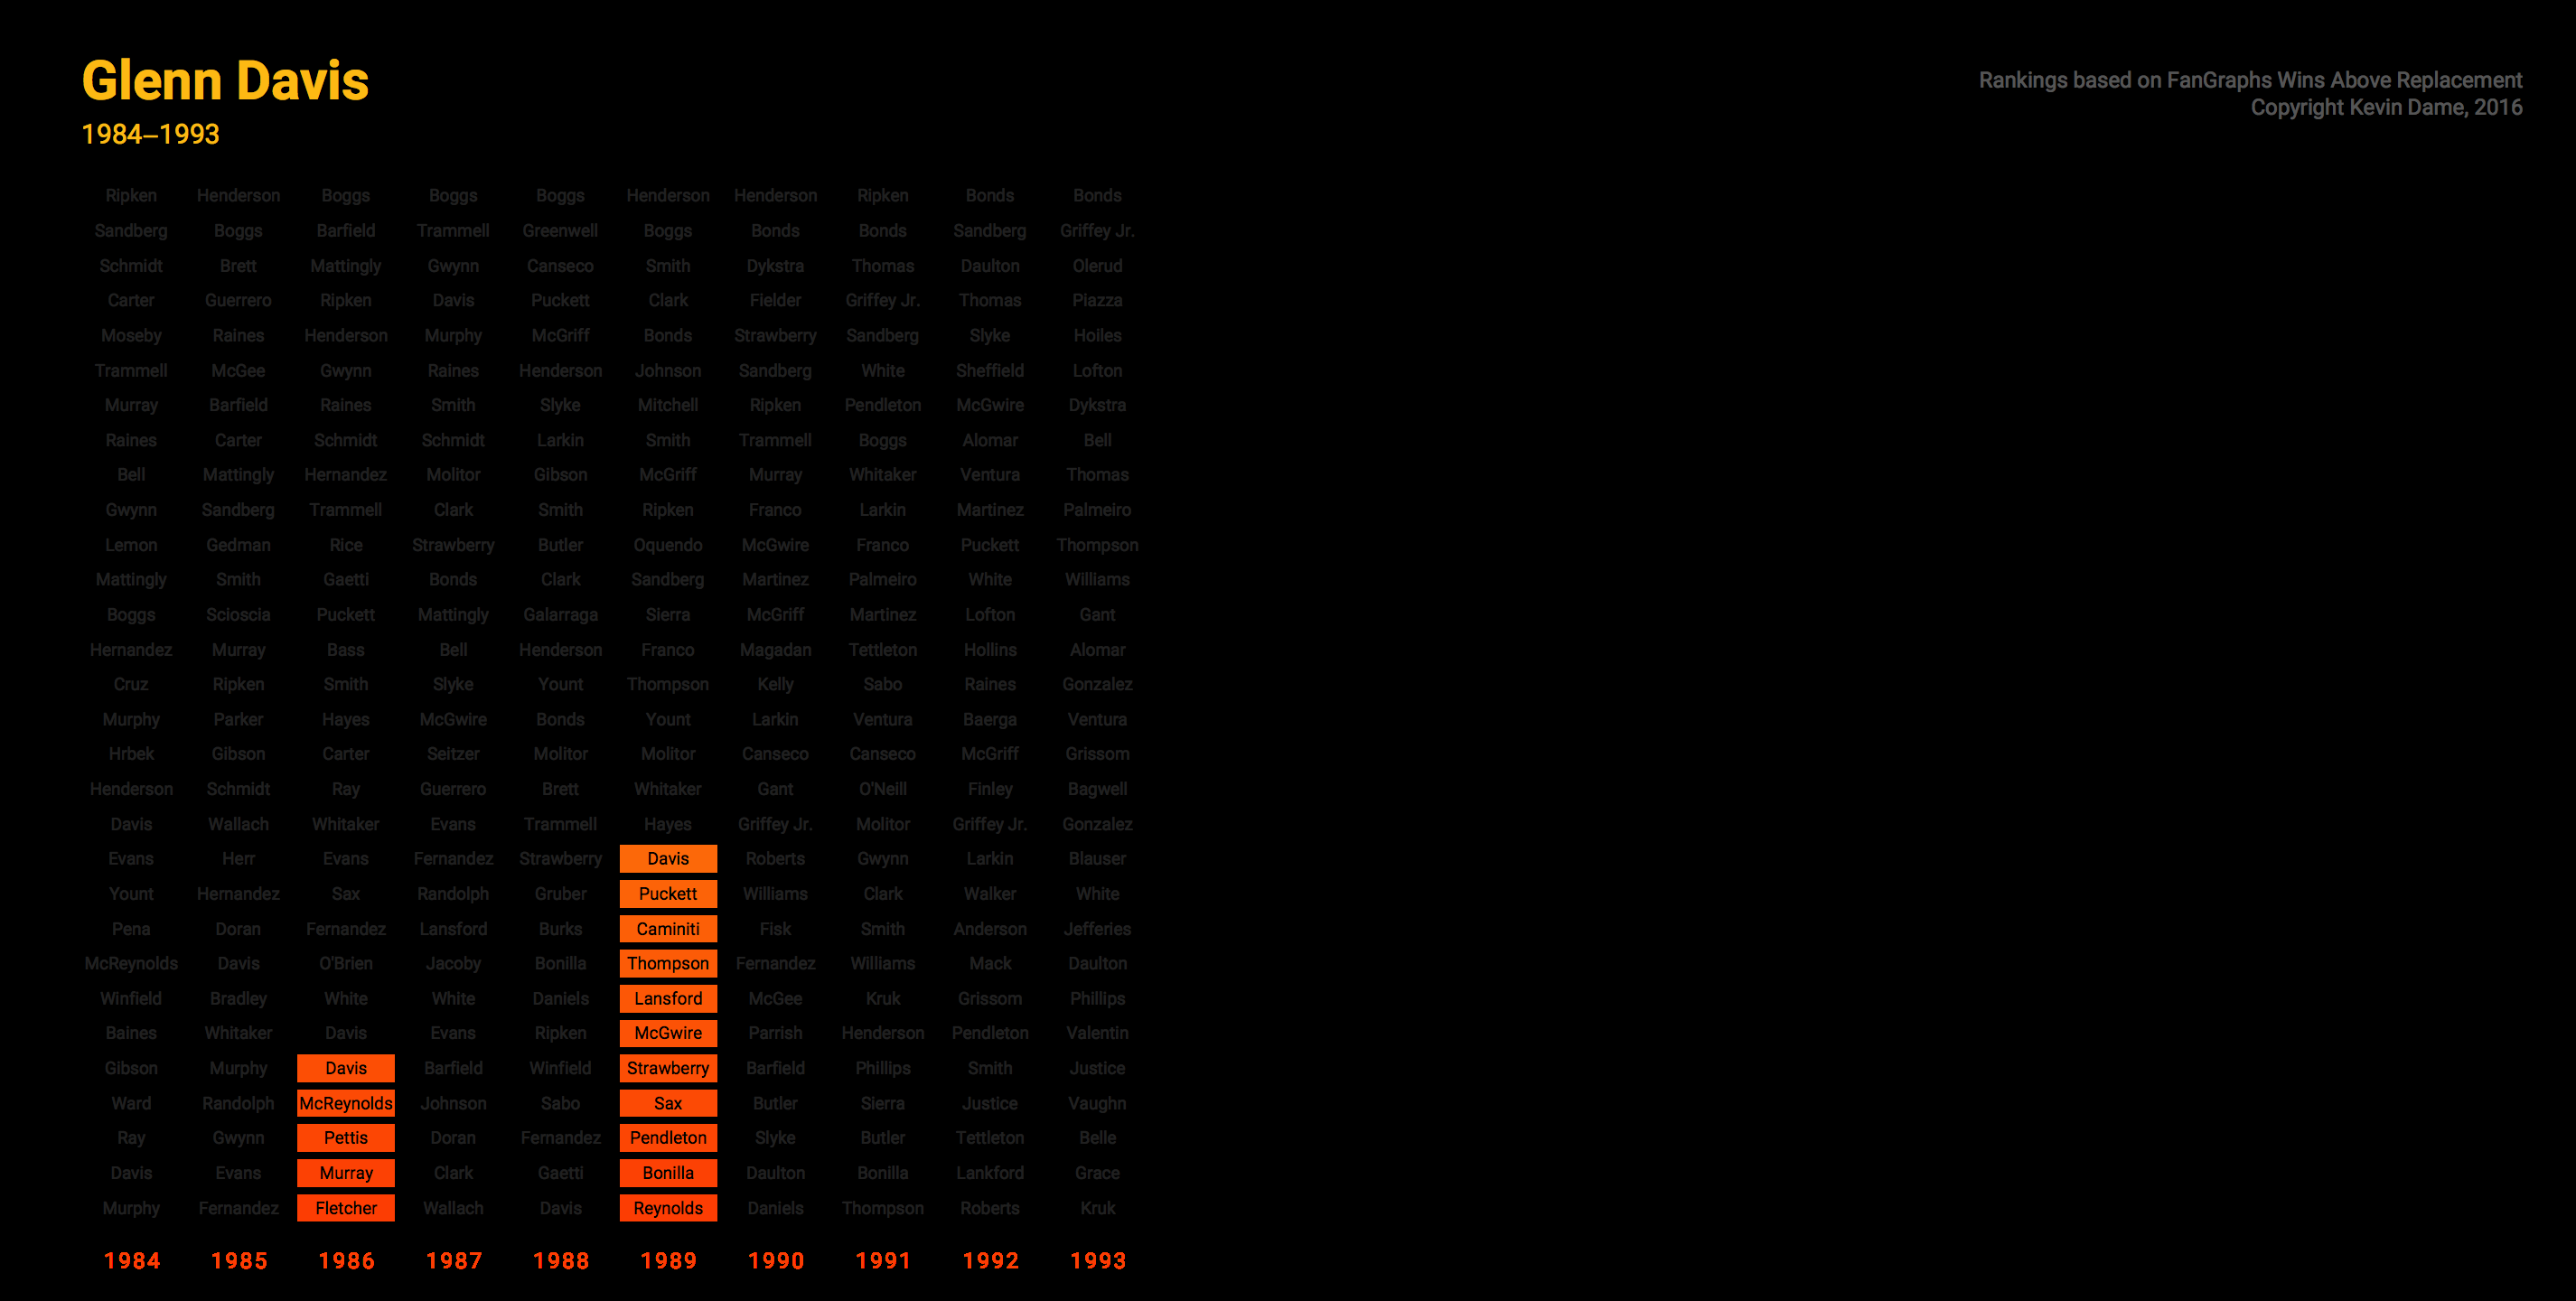 Glenn Davis
1984–1993
Rankings based on FanGraphs Wins Above Replacement
Copyright Kevin Dame, 2016
Ripken Henderson Boggs Boggs Boggs Henderson Henderson Ripken Bonds Bonds
Sandberg Boggs Barfield Trammell Greenwell Boggs Bonds Bonds Sandberg Griffey Jr.
Schmidt Brett Mattingly Gwynn Canseco Smith Dykstra Thomas Daulton Olerud
Carter Guerrero Ripken Davis Puckett Clark Fielder Griffey Jr. Thomas Piazza
Moseby Raines Henderson Murphy McGriff Bonds Strawberry Sandberg Slyke Hoiles
Trammell McGee Gwynn Raines Henderson Johnson Sandberg White Sheffield Lofton
Murray Barfield Raines Smith Slyke Mitchell Ripken Pendleton McGwire Dykstra
Raines Carter Schmidt Schmidt Larkin Smith Trammell Boggs Alomar Bell
Bell Mattingly Hernandez Molitor Gibson McGriff Murray Whitaker Ventura Thomas
Gwynn Sandberg Trammell Clark Smith Ripken Franco Larkin Martinez Palmeiro
Lemon Gedman Rice Strawberry Butler Oquendo McGwire Franco Puckett Thompson
Mattingly Smith Gaetti Bonds Clark Sandberg Martinez Palmeiro White Williams
Boggs Scioscia Puckett Mattingly Galarraga Sierra McGriff Martinez Lofton Gant
Hernandez Murray Bass Bell Henderson Franco Magadan Tettleton Hollins Alomar
Cruz Ripken Smith Slyke Yount Thompson Kelly Sabo Raines Gonzalez
Murphy Parker Hayes McGwire Bonds Yount Larkin Ventura Baerga Ventura
Hrbek Gibson Carter Seitzer Molitor Molitor Canseco Canseco McGriff Grissom
Henderson Schmidt Ray Guerrero Brett Whitaker Gant O'Neill Finley Bagwell
Davis Wallach Whitaker Evans Trammell Hayes Griffey Jr. Molitor Griffey Jr. Gonzalez
Evans Herr Evans Fernandez Strawberry Davis Roberts Gwynn Larkin Blauser
Yount Hernandez Sax Randolph Gruber Puckett Williams Clark Walker White
Pena Doran Fernandez Lansford Burks Caminiti Fisk Smith Anderson Jefferies
McReynolds Davis O'Brien Jacoby Bonilla Thompson Fernandez Williams Mack Daulton
Winfield Bradley White White Daniels Lansford McGee Kruk Grissom Phillips
Baines Whitaker Davis Evans Ripken McGwire Parrish Henderson Pendleton Valentin
Gibson Murphy Davis Barfield Winfield Strawberry Barfield Phillips Smith Justice
Ward Randolph McReynolds Johnson Sabo Sax Butler Sierra Justice Vaughn
Ray Gwynn Pettis Doran Fernandez Pendleton Slyke Butler Tettleton Belle
Davis Evans Murray Clark Gaetti Bonilla Daulton Bonilla Lankford Grace
Murphy Fernandez Fletcher Wallach Davis Reynolds Daniels Thompson Roberts Kruk
1984 1985 1986 1987 1988 1989 1990 1991 1992 1993